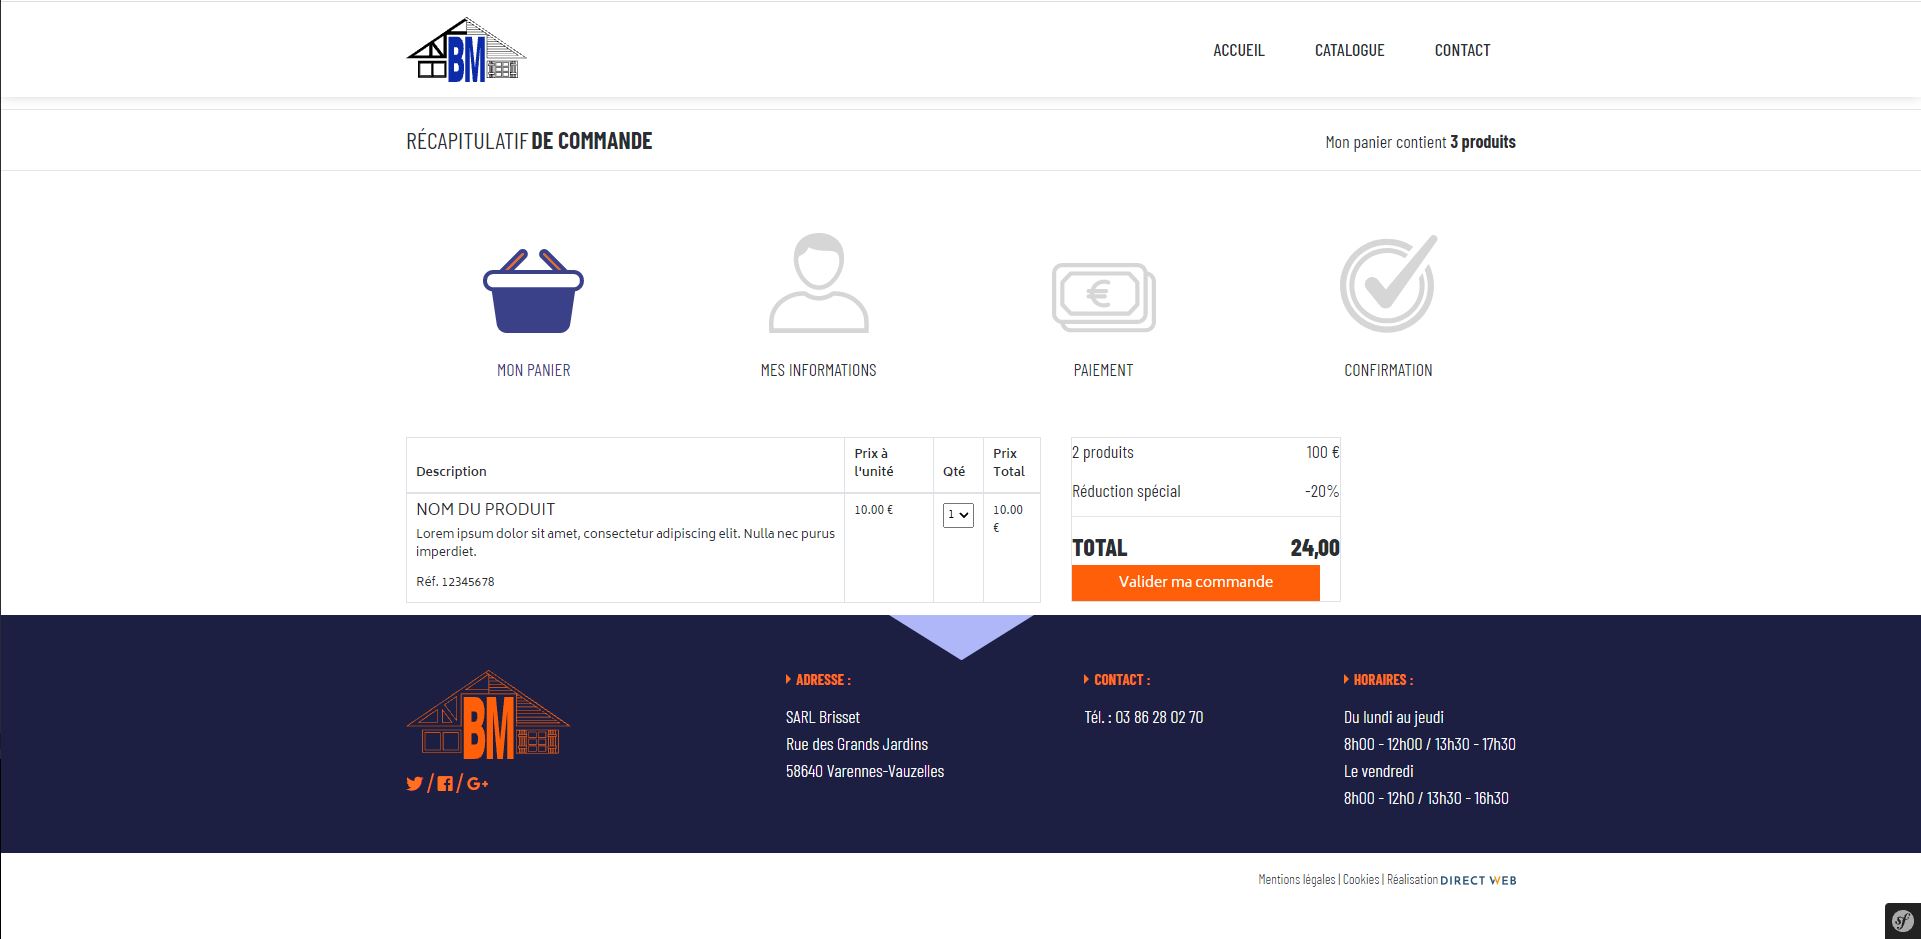 BM
ACCUEIL CATALOGUE CONTACT
RÉCAPITULATIF DE COMMANDE
Mon panier contient 3 produits
€
MON PANIER MES INFORMATIONS PAIEMENT CONFIRMATION
Description Prix à l'unité Qté Prix Total
NOM DU PRODUIT 10.00 € 1 10.00 €
Lorem ipsum dolor sit amet, consectetur adipiscing elit. Nulla nec purus
imperdiet.
Réf. 12345678
2 produits 100 €
Réduction spécial -20%
TOTAL 24,00
Valider ma commande
BM
ADRESSE :
SARL Brisset
Rue des Grands Jardins
58640 Varennes-Vauzelles
CONTACT :
Tél. : 03 86 28 02 70
HORAIRES :
Du lundi au jeudi
8h00 - 12h00 / 13h30 - 17h30
Le vendredi
8h00 - 12h0 / 13h30 - 16h30
/ / G+
Mentions légales | Cookies | Réalisation DIRECT WEB
sf